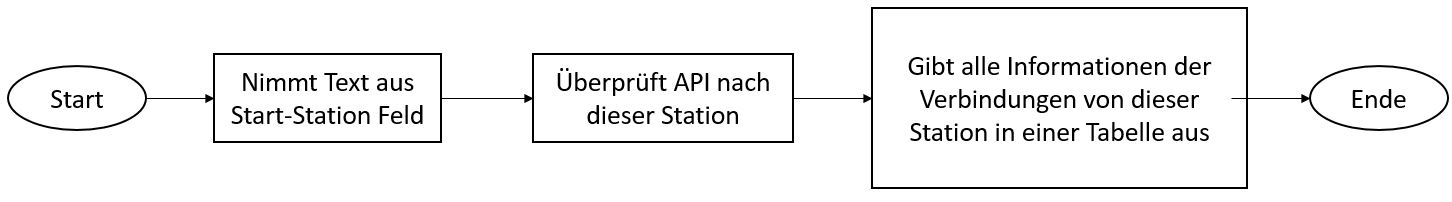 Start
Nimmt Text aus
Start-Station Feld
Überprüft API nach
dieser Station
Gibt alle Informationen der
Verbindungen von dieser
Station in einer Tabelle aus
Ende